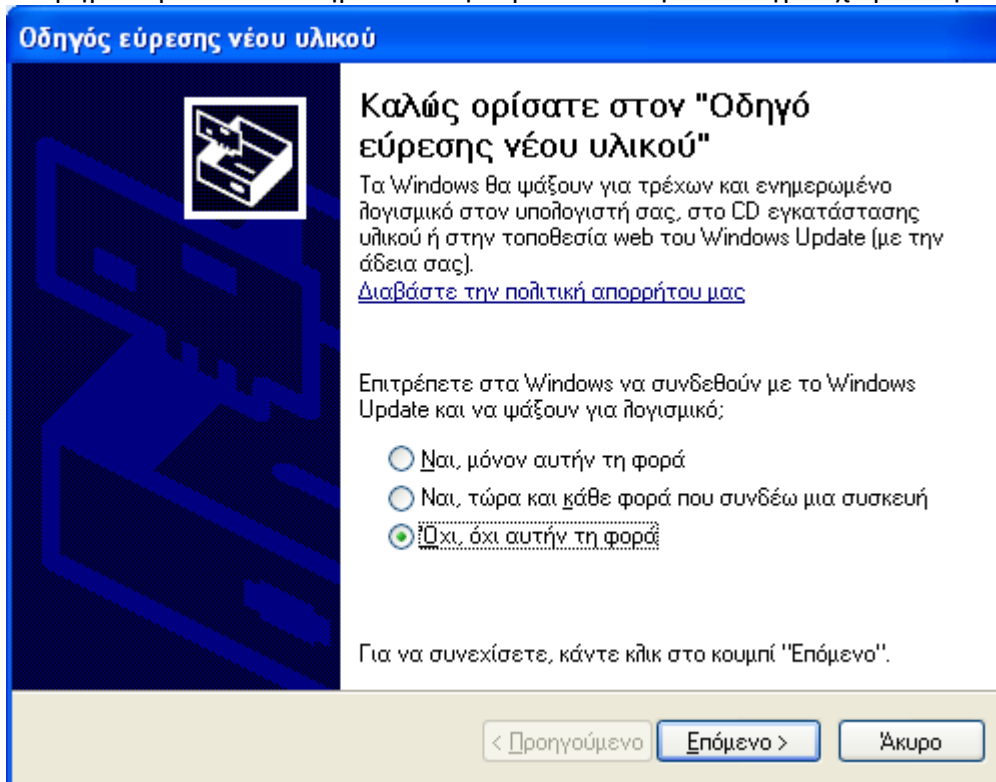 Οδηγός εύρεσης νέου υλικού
Καλώς ορίσατε στον "Οδηγό
εύρεσης νέου υλικού"
Τα Windows θα ψάξουν για τρέχων και ενημερωμένο
λογισμικό στον υπολογιστή σας, στο CD εγκατάστασης
υλικού ή στην τοποθεσία web του Windows Update (με την
άδεια σας).
Διαβάστε την πολιτική απορρήτου μας
Επιτρέπετε στα Windows να συνδεθούν με το Windows
Update και να ψάξουν για λογισμικό;
Ναι, μόνον αυτήν τη φορά
Ναι, τώρα και κάθε φορά που συνδέω μια συσκευή
Όχι, όχι αυτήν τη φορά
Για να συνεχίσετε, κάντε κλικ στο κουμπί "Επόμενο".
< Προηγούμενο
Επόμενο >
Άκυρο